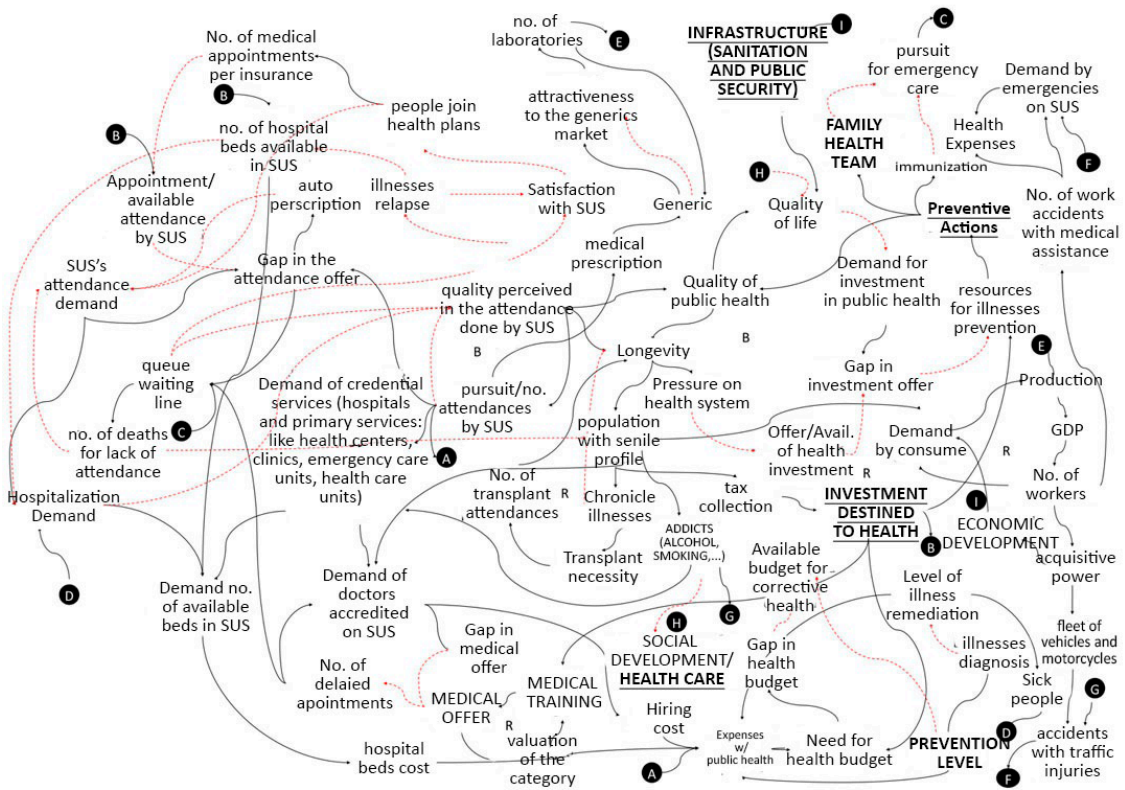 No. of medical
appointments
per insurance
B
B
people join
health plans
no. of hospital
beds available
in SUS
Appointment/
available
attendance
by SUS
auto
perscription
illnesses
relapse
SUS's
attendance
demand
Gap in the
attendance offer
no. of
laboratories
E
attractiveness
to the generics
market
Satisfaction
with SUS
Generic
medical
prescription
INFRASTRUCTURE
(SANITATION
AND PUBLIC
SECURITY)
I
C
pursuit
for emergency
care
Demand by
emergencies
on SUS
FAMILY
HEALTH
TEAM
Health
Expenses
immunization
F
H
Quality
of life
Preventive
Actions
No. of work
accidents
with medical
assistance
Quality of
public health
Demand for
investment
in public health
resources
for illnesses
prevention
quality perceived
in the attendance
done by SUS
B
B
Longevity
queue
waiting
line
C
no. of deaths
for lack of
attendance
Demand of credential
services (hospitals
and primary services:
like health centers,
clinics, emergency care
units, health care
units)
A
pursuit/no.
attendances
by SUS
Pressure on
health system
population
with senile
profile
Gap in
investment offer
E
Production
GDP
Offer/Avail.
of health
investment
Demand
by consume
R
R
No. of
workers
Hospitalization
Demand
D
No. of
transplant
attendances
R
Chronicle
illnesses
tax
collection
INVESTMENT
DESTINED
TO HEALTH
B
I
ECONOMIC
DEVELOPMENT
acquisitive
power
ADDICTS
(ALCOHOL,
SMOKING,...)
Transplant
necessity
Available
budget for
corrective
health
Level of
illness
remediation
Demand no.
of available
beds in SUS
Demand of
doctors
accredited
on SUS
G
H
SOCIAL
DEVELOPMENT/
HEALTH CARE
Gap in
health
budget
illnesses
diagnosis
fleet of
vehicles and
motorcycles
Gap in
medical
offer
Sick
people
G
No. of
delaied
apointments
MEDICAL
OFFER
MEDICAL
TRAINING
R
valuation
of the
category
Hiring
cost
D
hospital
beds cost
A
Expenses
w/
public health
Need for
health budget
PREVENTION
LEVEL
F
accidents
with traffic
injuries